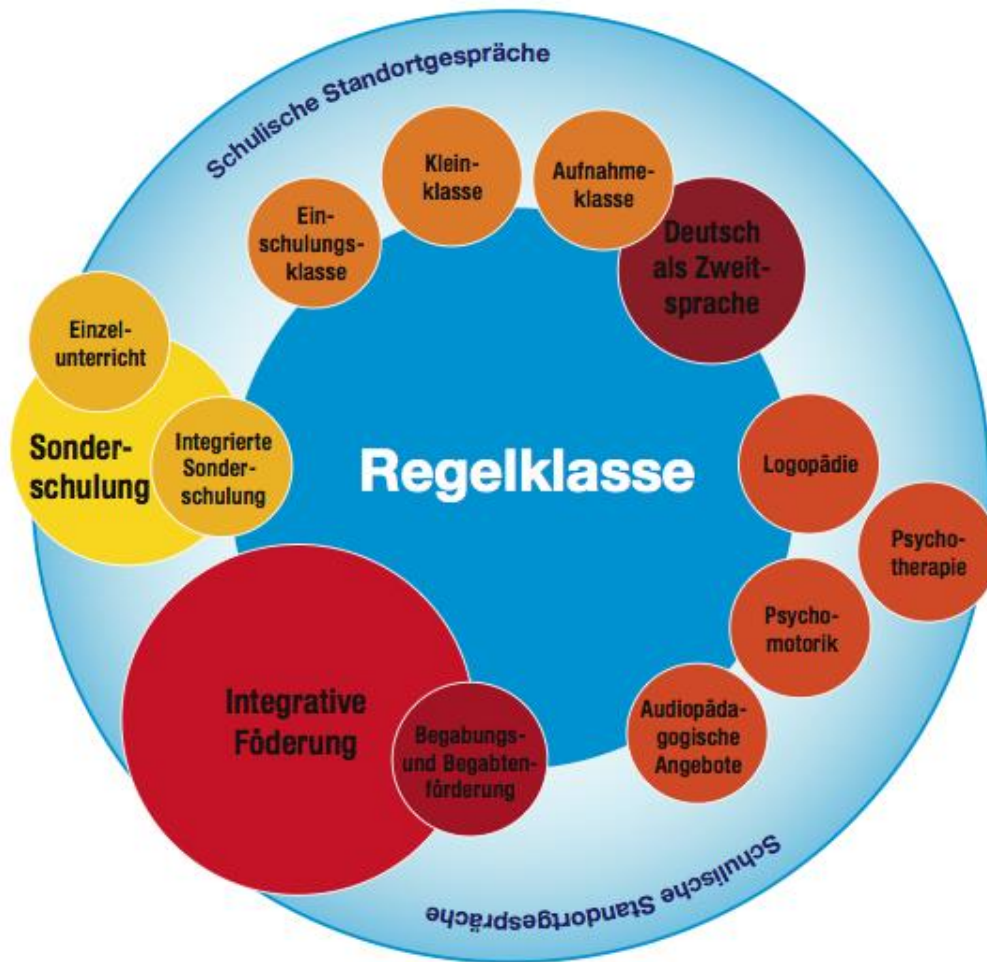 Schulische Standortgespräche
Klein-
klasse
Aufnahme-
klasse
Ein-
schulungs-
klasse
Deutsch
als Zweit-
sprache
Einzel-
unterricht
Sonder-
schulung
Integrierte
Sonder-
schulung
Regelklasse
Logopädie
Psycho-
therapie
Psycho-
motorik
Integrative
Föderung
Begabungs-
und Begabten-
förderung
Audiopäda-
gogische
Angebote
Schulische Standortgespräche